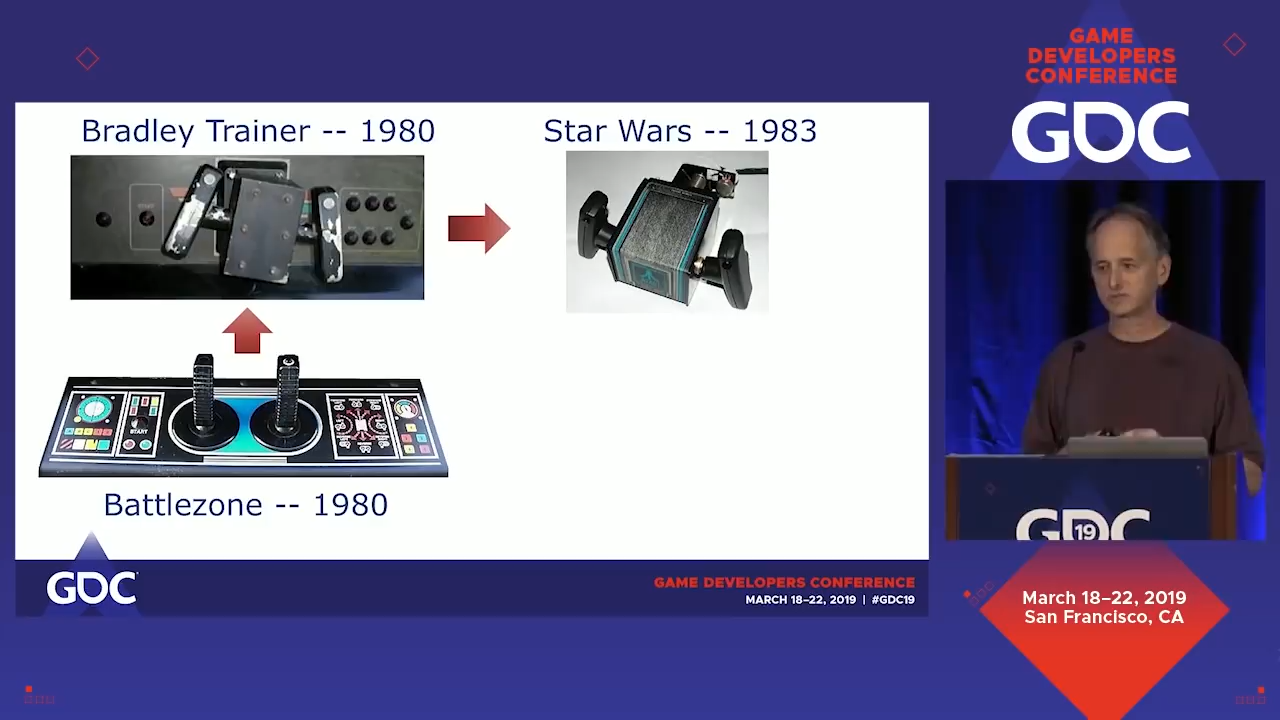 Bradley Trainer -- 1980
Star Wars -- 1983
START
Battlezone -- 1980
GDC
GAME DEVELOPERS CONFERENCE
MARCH 18–22, 2019 | #GDC19
GAME
DEVELOPERS
CONFERENCE
GDC
GDC
19
March 18–22, 2019
San Francisco, CA